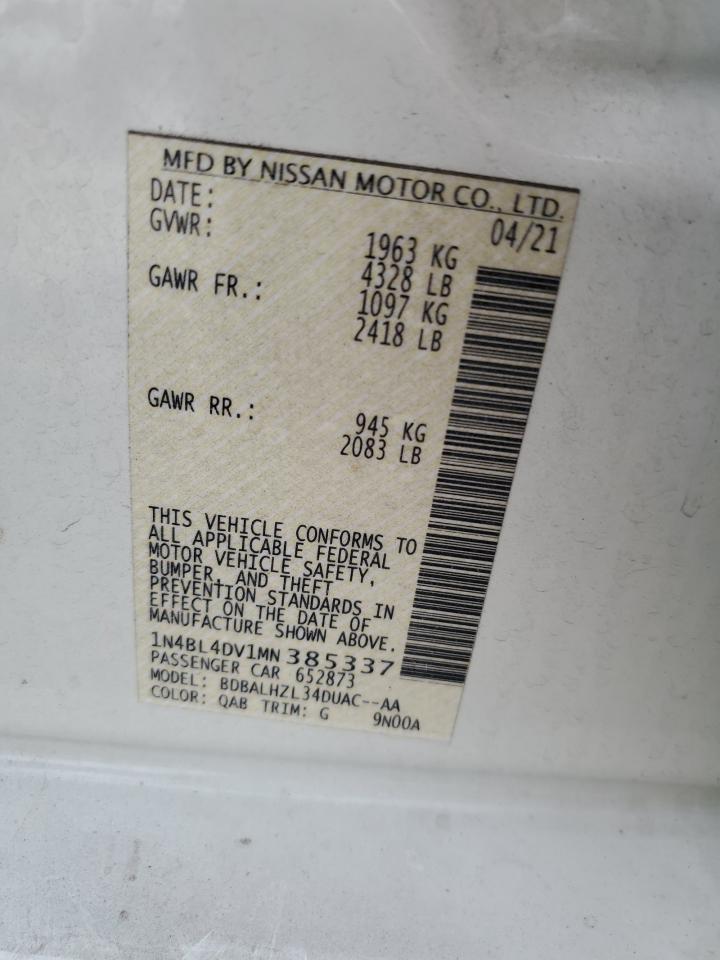 MFD BY NISSAN MOTOR CO., LTD.
DATE: 04/21
GVWR: 1963 KG
4328 LB
GAWR FR.: 1097 KG
2418 LB
GAWR RR.: 945 KG
2083 LB
THIS VEHICLE CONFORMS TO
ALL APPLICABLE FEDERAL
MOTOR VEHICLE SAFETY,
BUMPER, AND THEFT
PREVENTION STANDARDS IN
EFFECT ON THE DATE OF
MANUFACTURE SHOWN ABOVE.
1N4BL4DV1MN385337
PASSENGER CAR 652873
MODEL: BDBALHZL34DUAC--AA
COLOR: QAB TRIM: G 9N00A